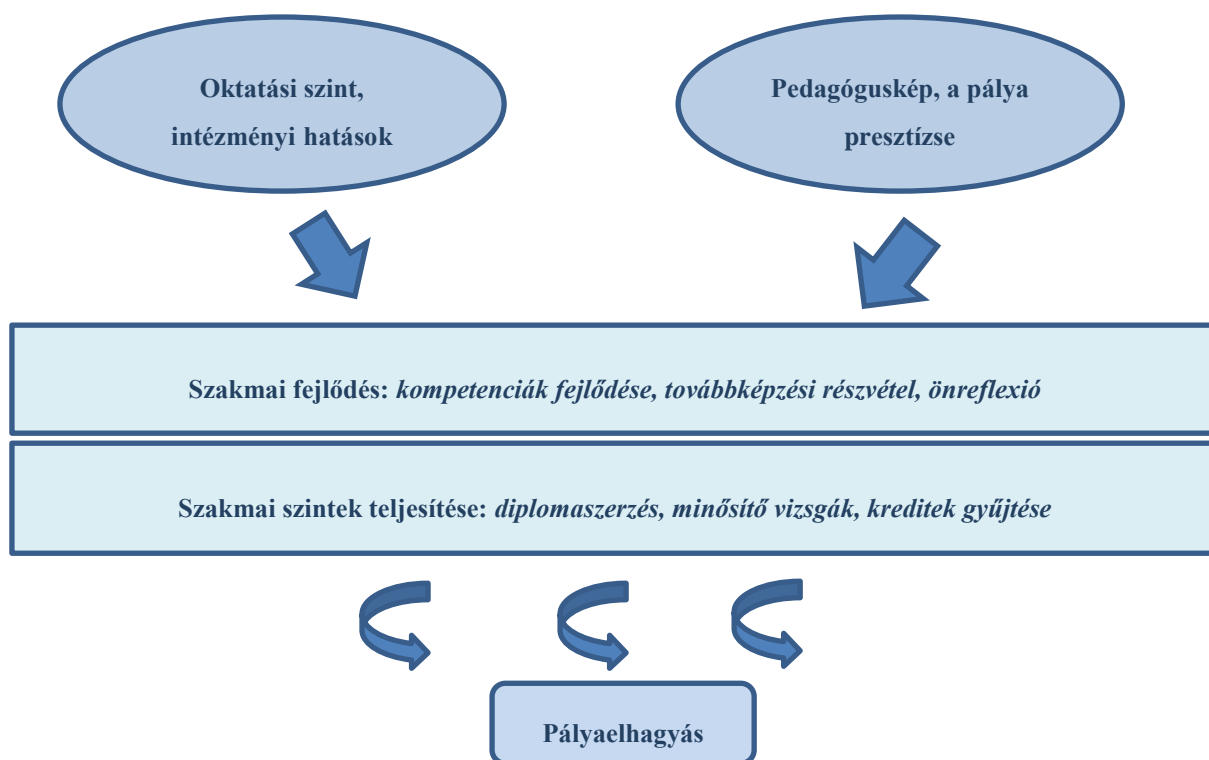 Oktatási szint,
intézményi hatások
Pedagóguskép, a pálya
presztízse
Szakmai fejlődés: kompetenciák fejlődése, továbbképzési részvétel, önreflexió
Szakmai szintek teljesítése: diplomaszerzés, minősítő vizsgák, kreditek gyűjtése
Pályaelhagyás